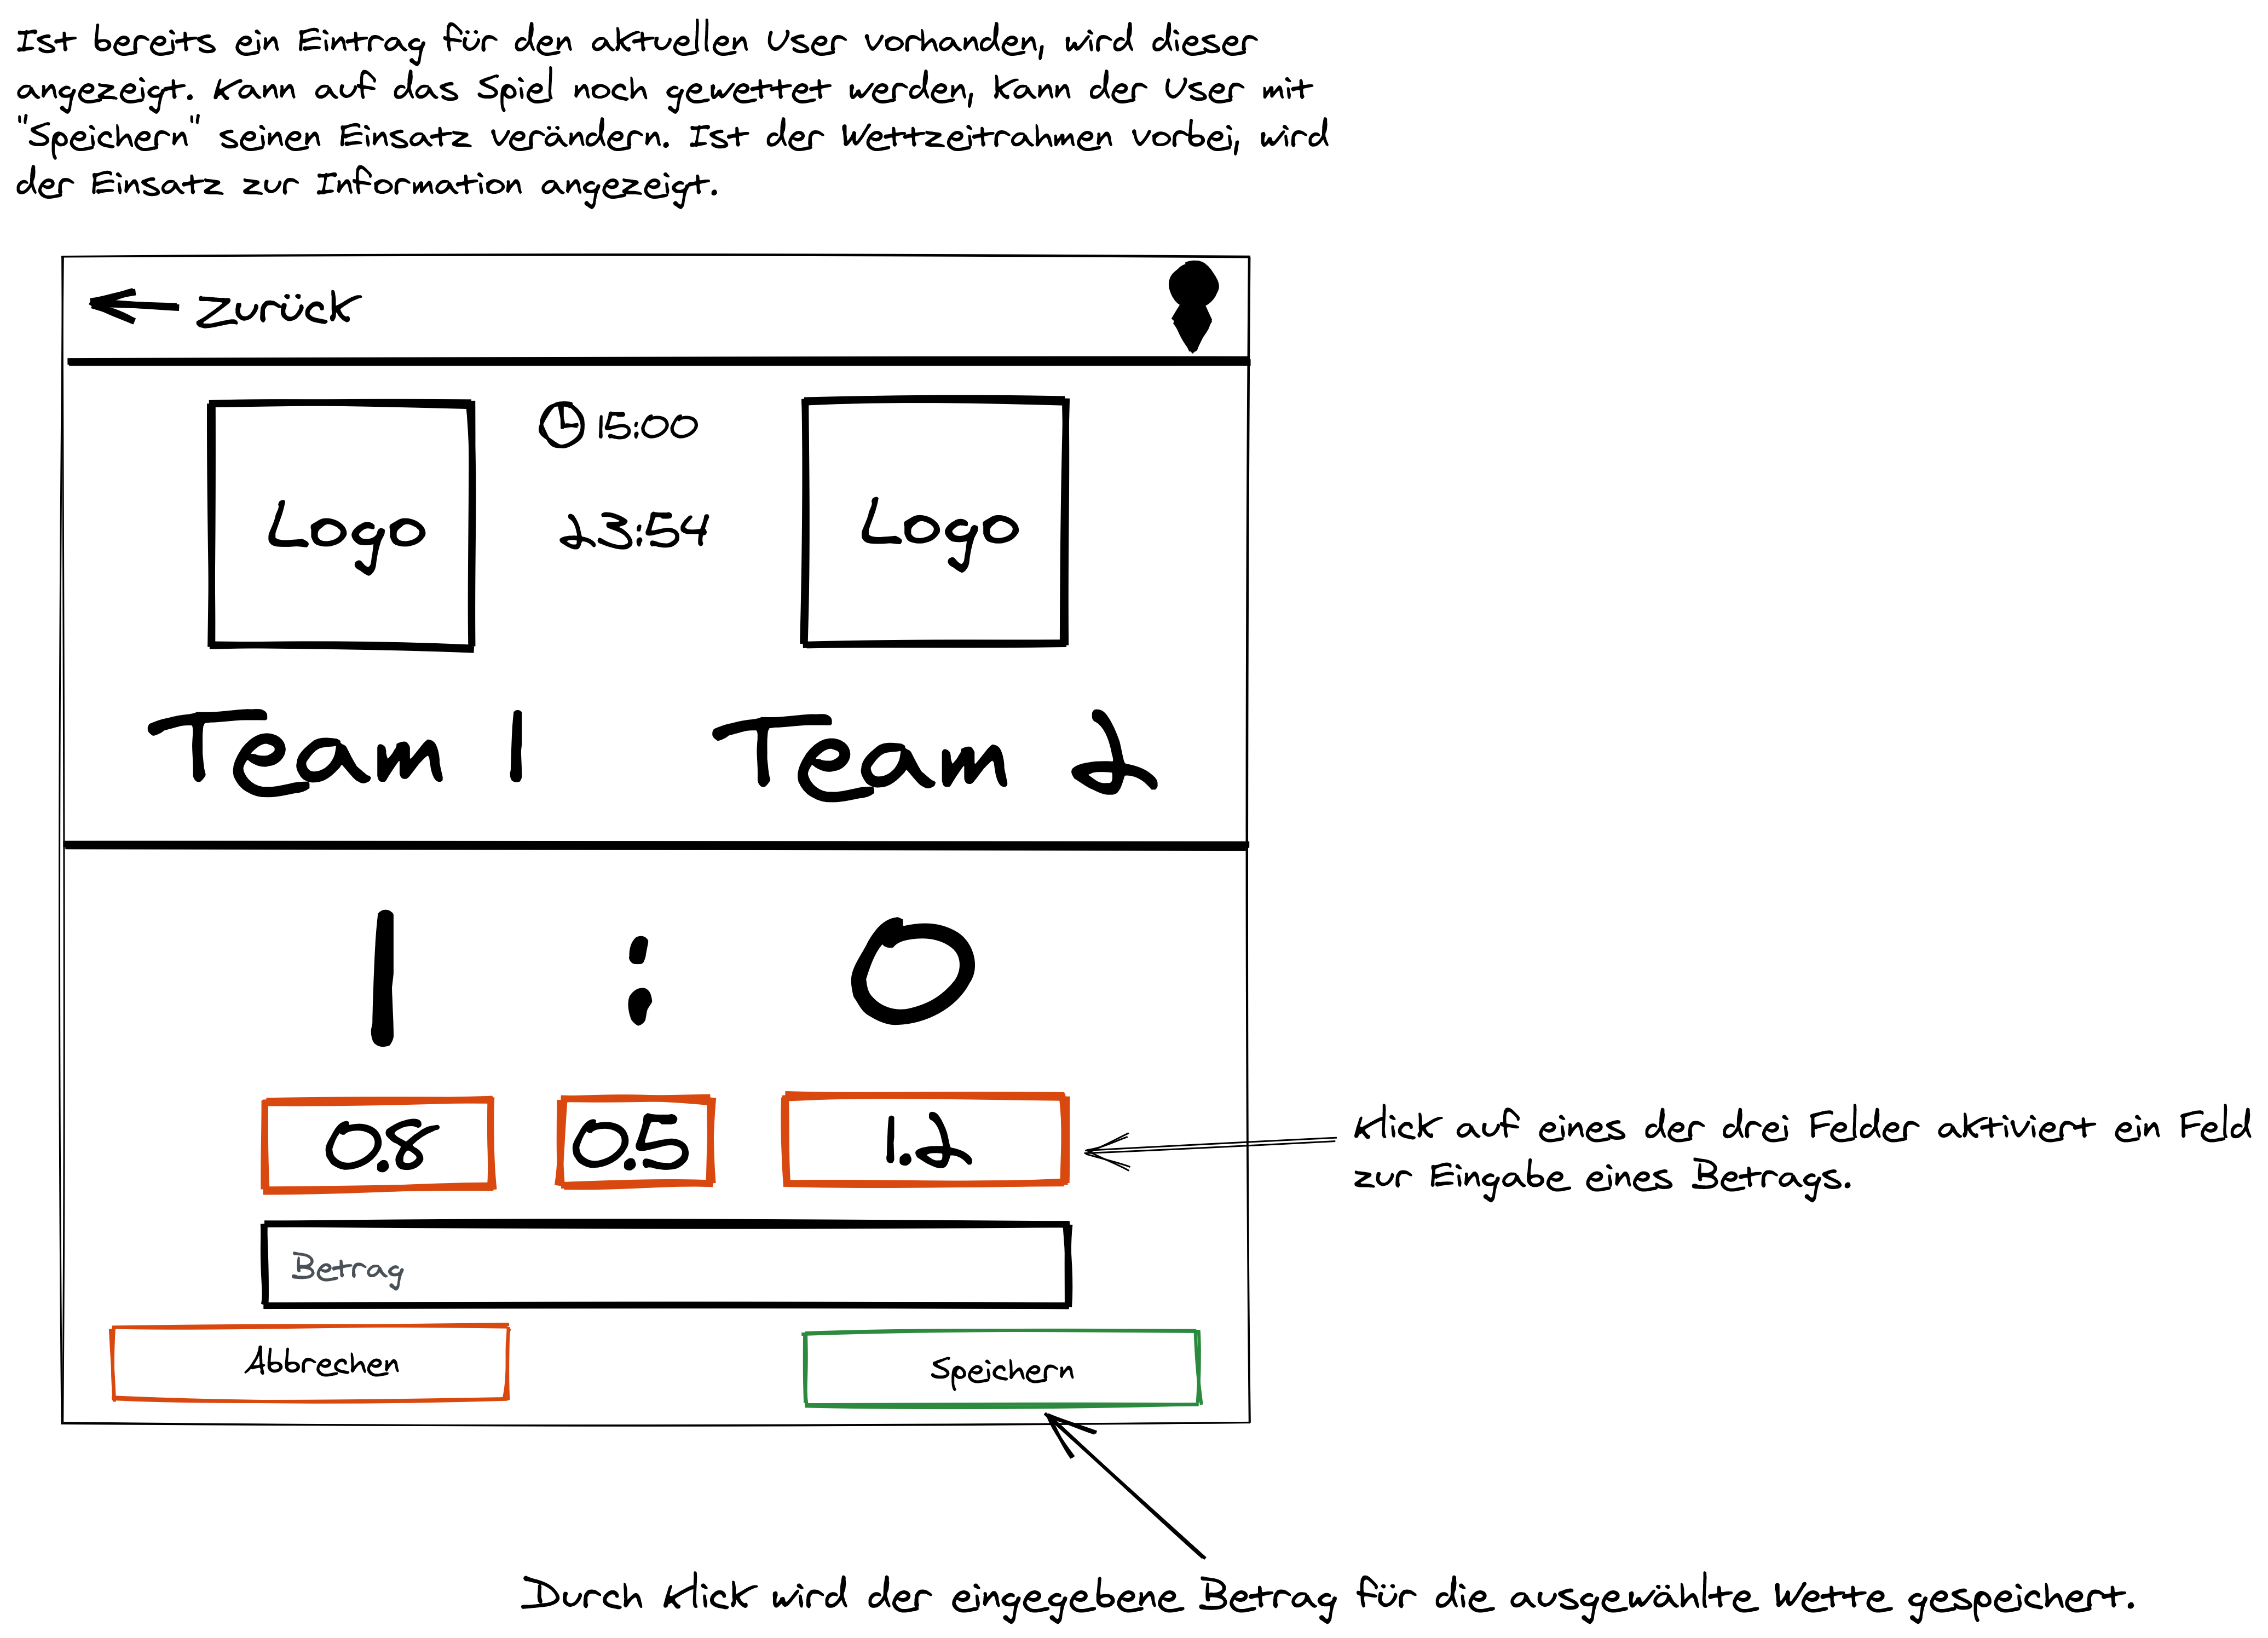 Ist bereits ein Eintrag für den aktuellen User vorhanden, wird dieser
angezeigt. Kann auf das Spiel noch gewettet werden, kann der User mit
"Speichern" seinen Einsatz verändern. Ist der Wettzeitrahmen vorbei, wird
der Einsatz zur Information angezeigt.
Zurück
15:00
Logo
23:54
Logo
Team 1
Team 2
1 : 0
0.8
0.5
1.2
Klick auf eines der drei Felder aktiviert ein Feld
zur Eingabe eines Betrags.
Betrag
Abbrechen
Speichern
Durch Klick wird der eingegebene Betrag für die ausgewählte Wette gespeichert.